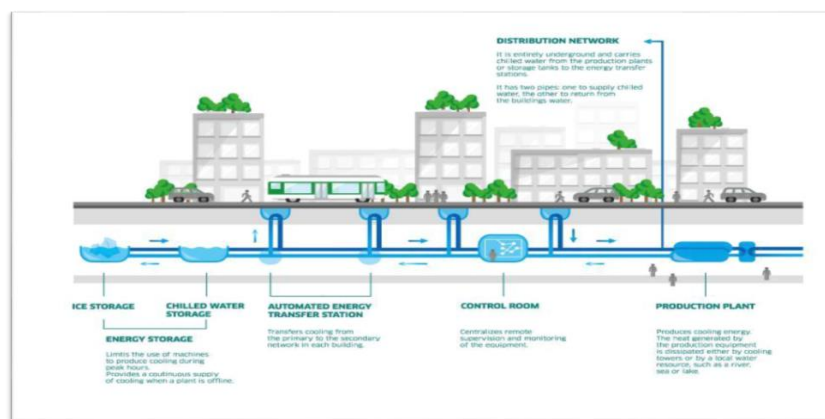 DISTRIBUTION NETWORK
It is entirely underground and carries
chilled water from the production plants
or storage tanks to the energy transfer
stations.
It has two pipes: one to supply chilled
water, the other to return from
the buildings water.
ICE STORAGE
CHILLED WATER
STORAGE
ENERGY STORAGE
Limits the use of machines
to produce cooling during
peak hours.
Provides a coutinuous supply
of cooling when a plant is offline.
AUTOMATED ENERGY
TRANSFER STATION
Transfers cooling from
the primary to the secondary
network in each building.
CONTROL ROOM
Centralizes remote
supervision and monitoring
of the equipment.
PRODUCTION PLANT
Produces cooling energy.
The heat generated by
the production equipment
is dissipated either by cooling
towers or by a local water
resource, such as a river,
sea or lake.